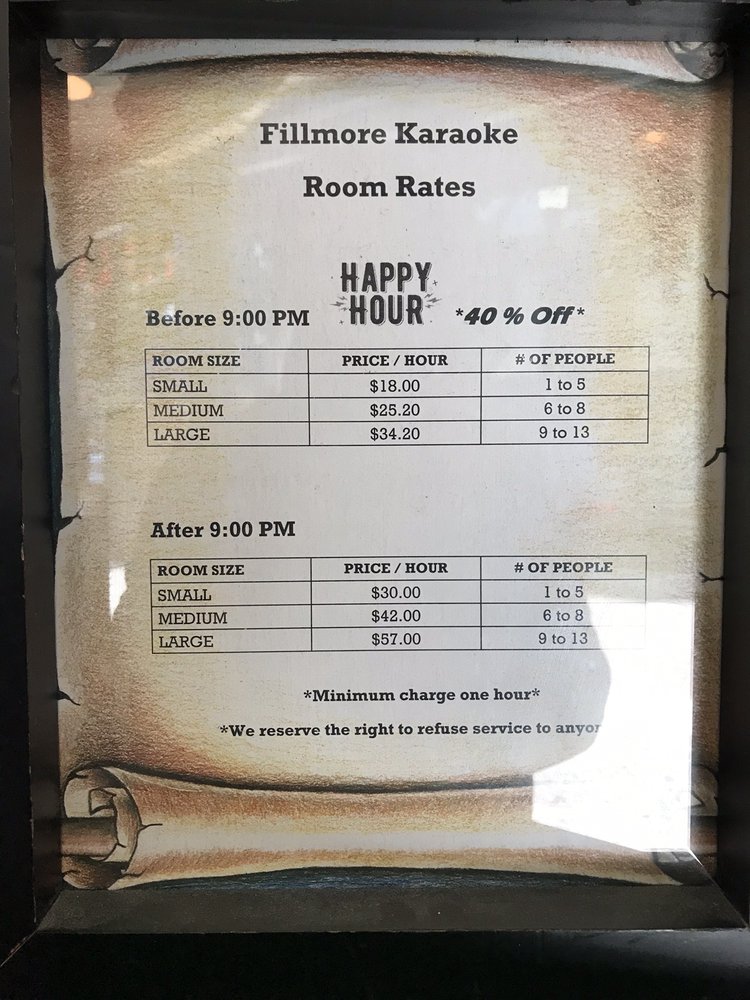 Fillmore Karaoke
Room Rates
HAPPY
HOUR
Before 9:00 PM *40 % Off*
ROOM SIZE PRICE / HOUR # OF PEOPLE
SMALL $18.00 1 to 5
MEDIUM $25.20 6 to 8
LARGE $34.20 9 to 13
After 9:00 PM
ROOM SIZE PRICE / HOUR # OF PEOPLE
SMALL $30.00 1 to 5
MEDIUM $42.00 6 to 8
LARGE $57.00 9 to 13
*Minimum charge one hour*
*We reserve the right to refuse service to